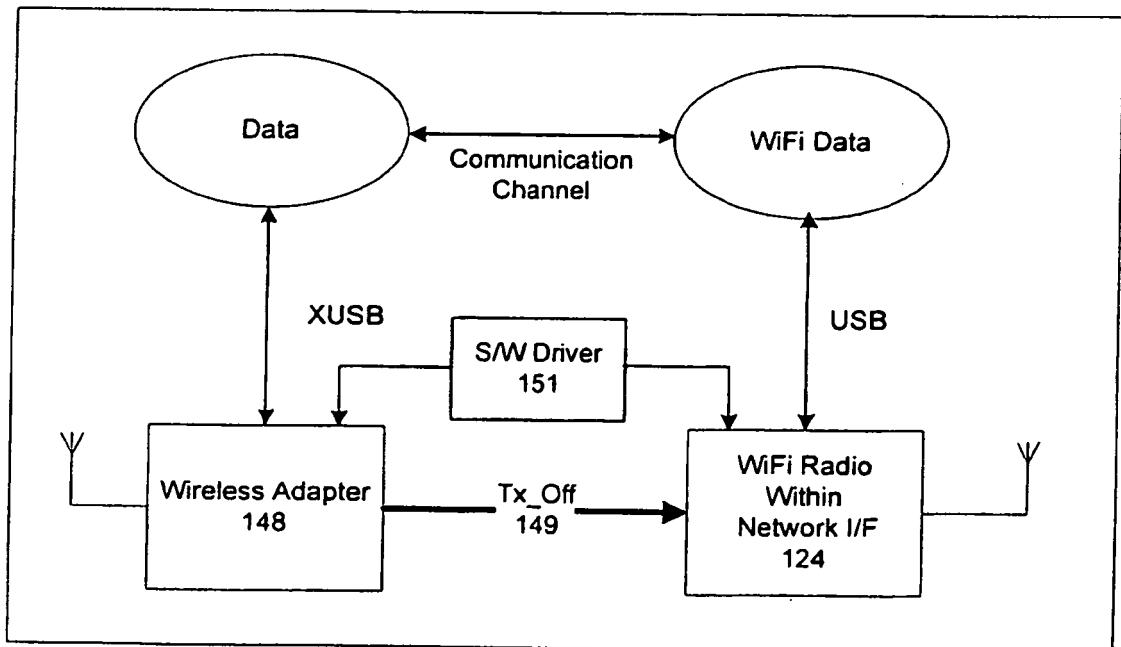 Data
WiFi Data
Communication
Channel
XUSB
USB
S/W Driver
151
Wireless Adapter
148
Tx_Off
149
WiFi Radio
Within
Network I/F
124